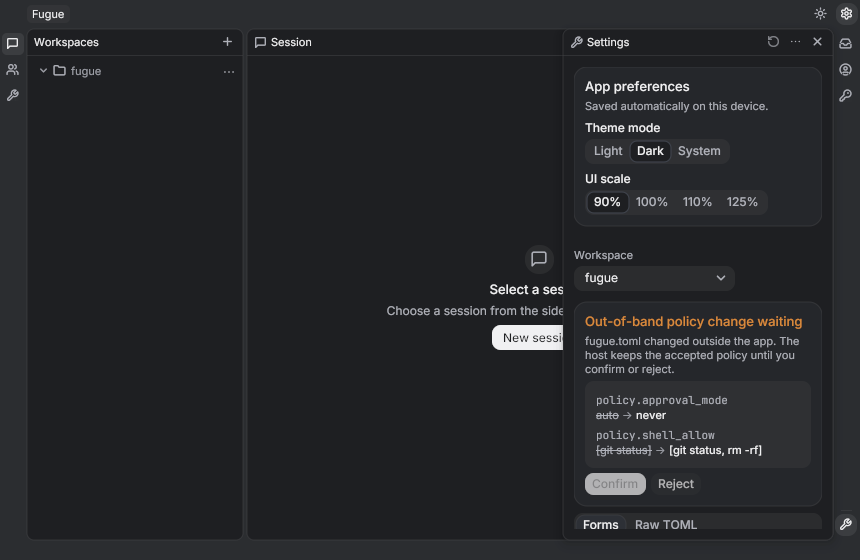 Fugue
Workspaces
fugue
Session
Select a ses
Choose a session from the side
New sessi
Settings
App preferences
Saved automatically on this device.
Theme mode
Light Dark System
UI scale
90% 100% 110% 125%
Workspace
fugue
Out-of-band policy change waiting
fugue.toml changed outside the app. The
host keeps the accepted policy until you
confirm or reject.
policy.approval_mode
auto → never
policy.shell_allow
[git status] → [git status, rm -rf]
Confirm Reject
Forms Raw TOML